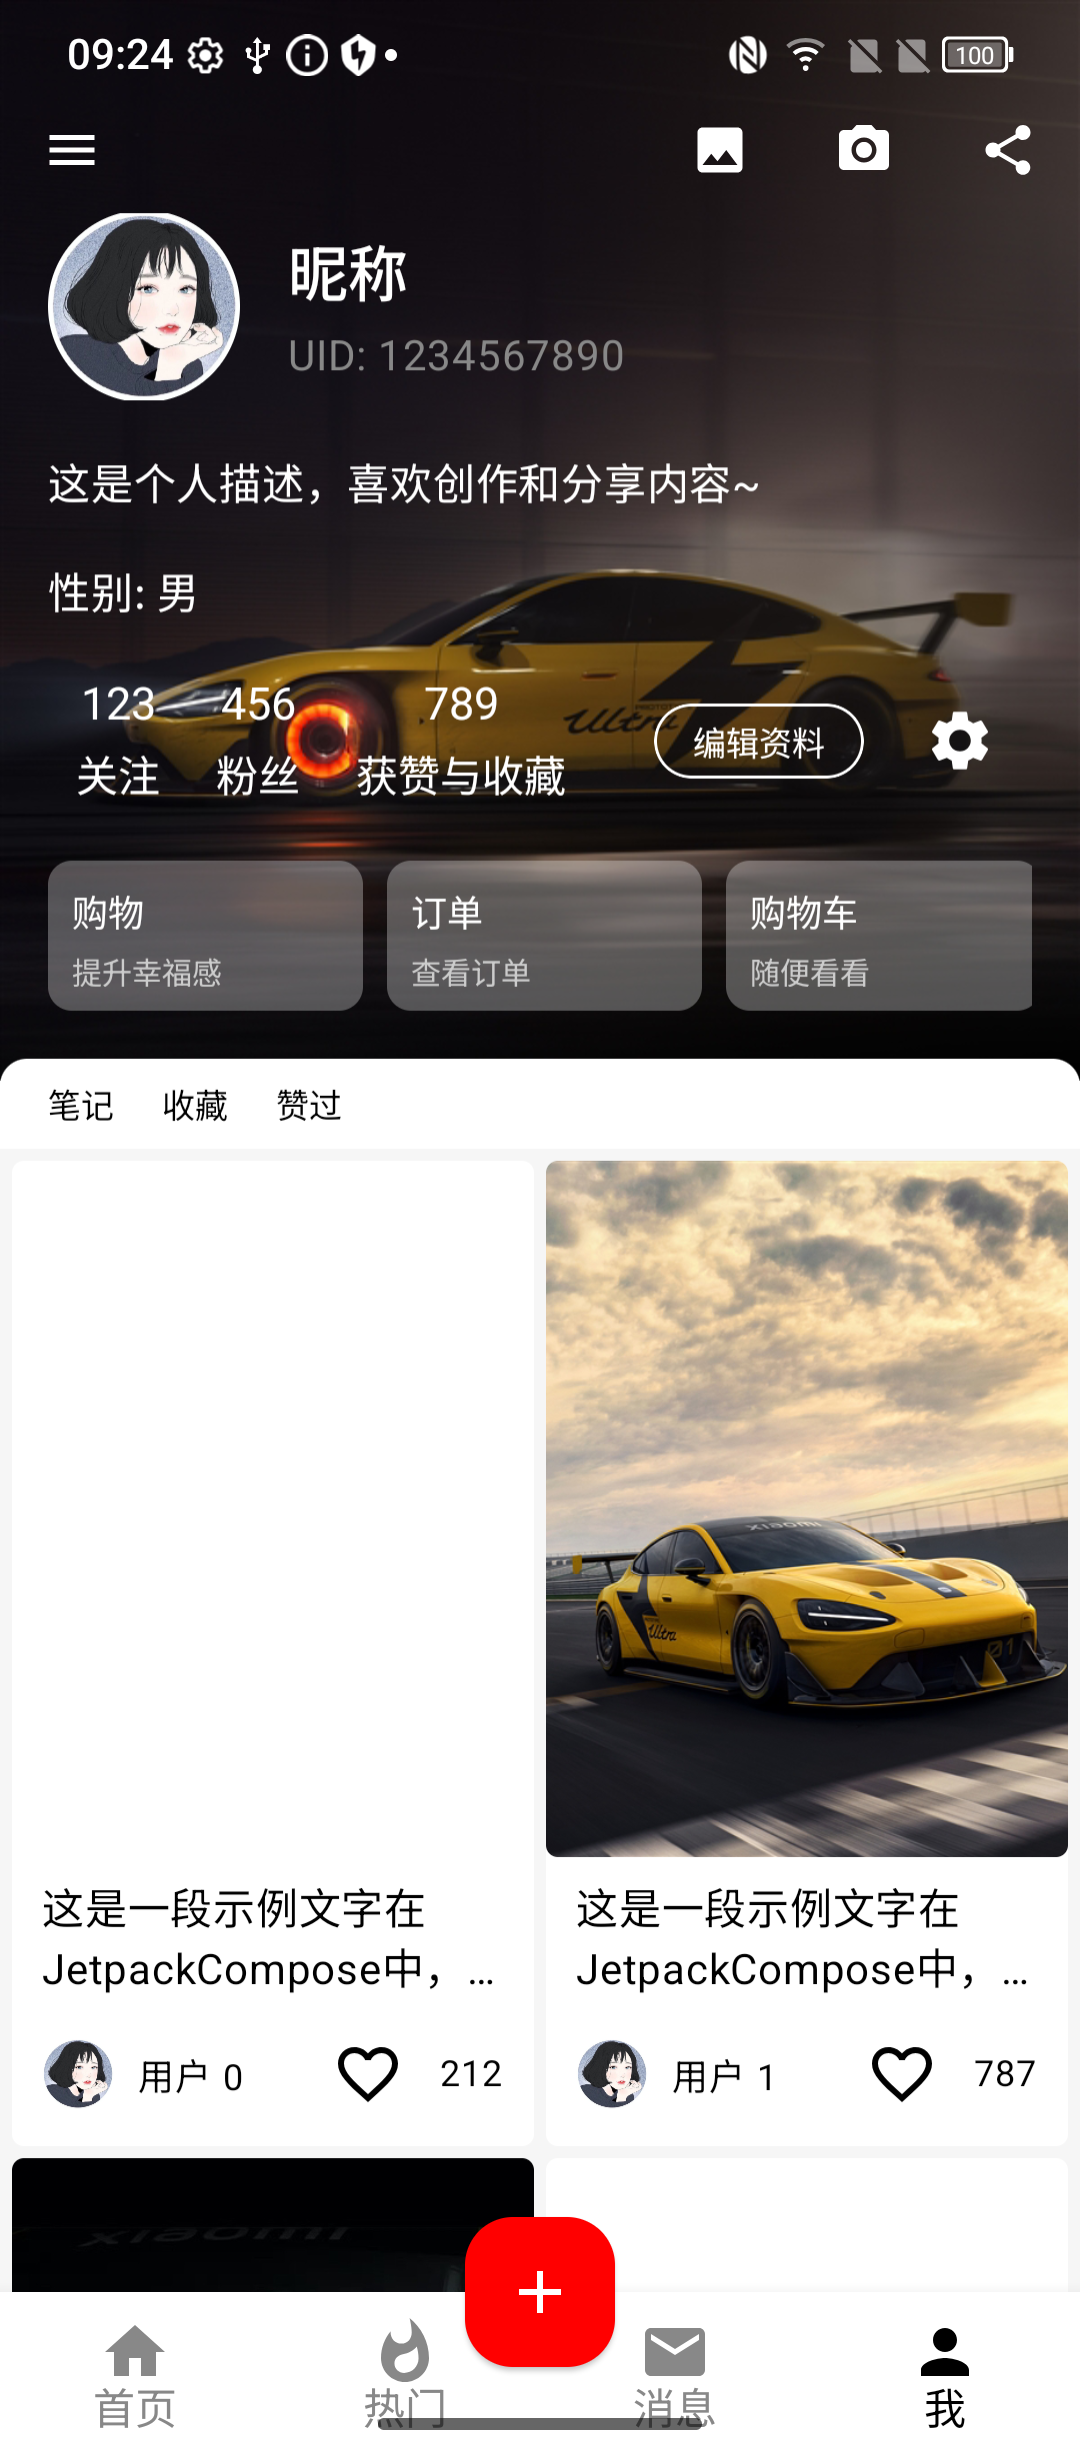 09:24
100
昵称
UID: 1234567890
这是个人描述，喜欢创作和分享内容~
性别: 男
123 456 789
关注 粉丝 获赞与收藏
Ultra
编辑资料
购物 订单 购物车
提升幸福感 查看订单 随便看看
笔记 收藏 赞过
xiaomi
Ultra
01
这是一段示例文字在
JetpackCompose中，...
用户 0 212
这是一段示例文字在
JetpackCompose中，...
用户 1 787
xiaomi
首页 热门 消息 我